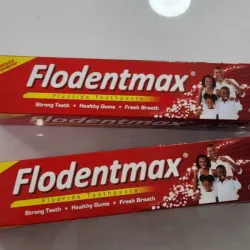 Flodentmax®
Fluoride Toothpaste
Strong Teeth • Healthy Gums • Fresh Breath
Flodentmax®
Fluoride Toothpaste
Strong Teeth • Healthy Gums • Fresh Breath